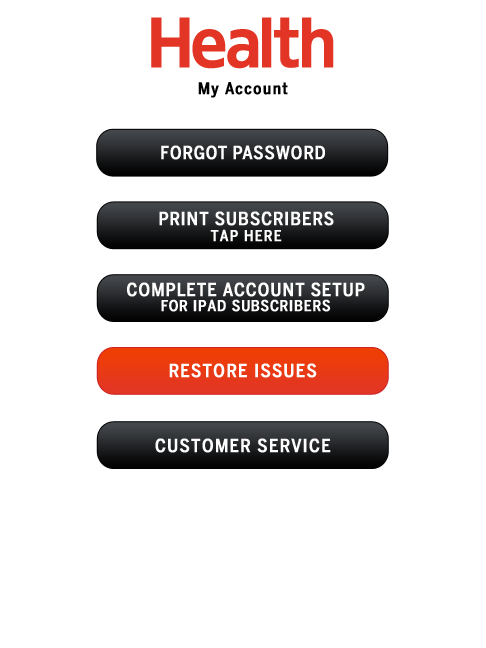 Health
My Account
FORGOT PASSWORD
PRINT SUBSCRIBERS
TAP HERE
COMPLETE ACCOUNT SETUP
FOR IPAD SUBSCRIBERS
RESTORE ISSUES
CUSTOMER SERVICE